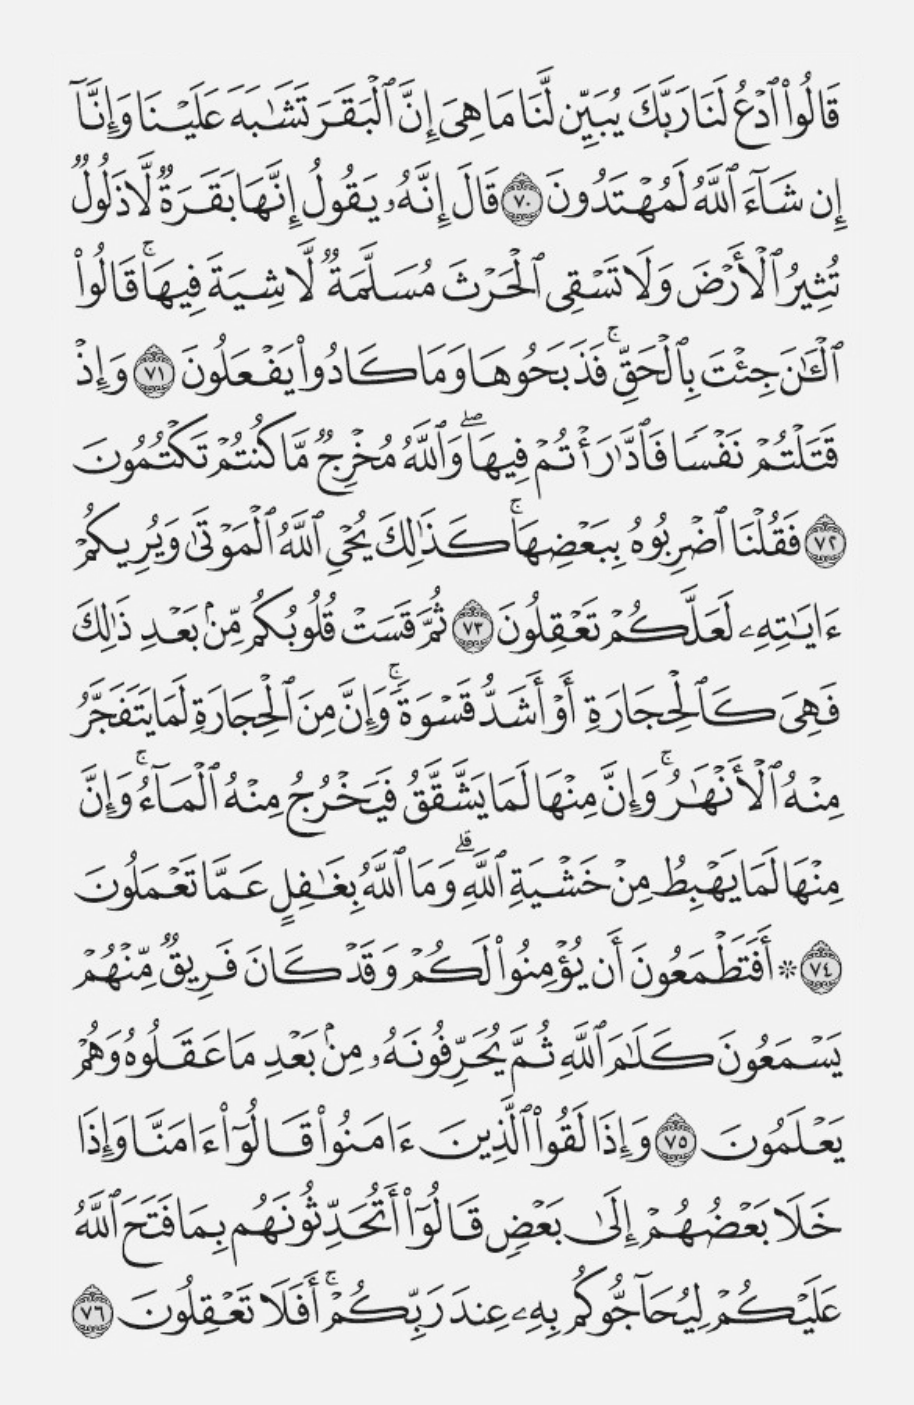 قَالُوا۟ ٱدْعُ لَنَا رَبَّكَ يُبَيِّن لَّنَا مَا هِىَ إِنَّ ٱلْبَقَرَ تَشَـٰبَهَ عَلَيْنَا وَإِنَّآ
إِن شَآءَ ٱللَّهُ لَمُهْتَدُونَ ٧٠ قَالَ إِنَّهُۥ يَقُولُ إِنَّهَا بَقَرَةٌ لَّا ذَلُولٌ
تُثِيرُ ٱلْأَرْضَ وَلَا تَسْقِى ٱلْحَرْثَ مُسَلَّمَةٌ لَّا شِيَةَ فِيهَا ۚ قَالُوا۟
ٱلْـَٔـٰنَ جِئْتَ بِٱلْحَقِّ ۚ فَذَبَحُوهَا وَمَا كَادُوا۟ يَفْعَلُونَ ٧١ وَإِذْ
قَتَلْتُمْ نَفْسًا فَٱدَّٰرَْٰٔتُمْ فِيهَا ۖ وَٱللَّهُ مُخْرِجٌ مَّا كُنتُمْ تَكْتُمُونَ
٧٢ فَقُلْنَا ٱضْرِبُوهُ بِبَعْضِهَا ۚ كَذَٰلِكَ يُحْىِ ٱللَّهُ ٱلْمَوْتَىٰ وَيُرِيكُمْ
ءَايَـٰتِهِۦ لَعَلَّكُمْ تَعْقِلُونَ ٧٣ ثُمَّ قَسَتْ قُلُوبُكُم مِّنۢ بَعْدِ ذَٰلِكَ
فَهِىَ كَٱلْحِجَارَةِ أَوْ أَشَدُّ قَسْوَةً ۚ وَإِنَّ مِنَ ٱلْحِجَارَةِ لَمَا يَتَفَجَّرُ
مِنْهُ ٱلْأَنْهَـٰرُ ۚ وَإِنَّ مِنْهَا لَمَا يَشَّقَّقُ فَيَخْرُجُ مِنْهُ ٱلْمَآءُ ۚ وَإِنَّ
مِنْهَا لَمَا يَهْبِطُ مِنْ خَشْيَةِ ٱللَّهِ ۗ وَمَا ٱللَّهُ بِغَـٰفِلٍ عَمَّا تَعْمَلُونَ
٧٤ * أَفَتَطْمَعُونَ أَن يُؤْمِنُوا۟ لَكُمْ وَقَدْ كَانَ فَرِيقٌ مِّنْهُمْ
يَسْمَعُونَ كَلَـٰمَ ٱللَّهِ ثُمَّ يُحَرِّفُونَهُۥ مِنۢ بَعْدِ مَا عَقَلُوهُ وَهُمْ
يَعْلَمُونَ ٧٥ وَإِذَا لَقُوا۟ ٱلَّذِينَ ءَامَنُوا۟ قَالُوٓا۟ ءَامَنَّا وَإِذَا
خَلَا بَعْضُهُمْ إِلَىٰ بَعْضٍ قَالُوٓا۟ أَتُحَدِّثُونَهُم بِمَا فَتَحَ ٱللَّهُ
عَلَيْكُمْ لِيُحَآجُّوكُم بِهِۦ عِندَ رَبِّكُمْ ۚ أَفَلَا تَعْقِلُونَ ٧٦